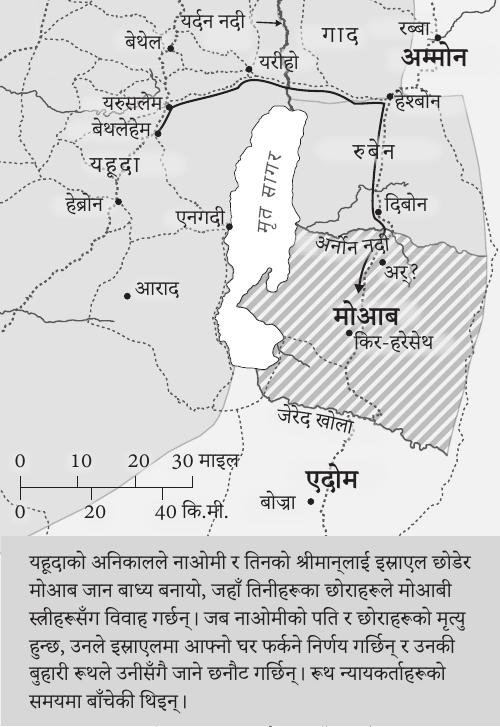 यर्दन नदी
बेथेल
गाद
रब्बा
अम्मोन
यरीहो
यरुसलेम
हेश्बोन
बेथलेहेम
यहूदा
रुबेन
मृत सागर
हेब्रोन
एनगदी
दिबोन
अर्नोन नदी
अर्?
आराद
मोआब
किर-हरेसेथ
जेरेद खोला
एदोम
बोज्रा
0 10 20 30 माइल
0 20 40 कि.मी.
यहूदाको अनिकालले नाओमी र तिनको श्रीमान्‌लाई इस्राएल छोडेर
मोआब जान बाध्य बनायो, जहाँ तिनीहरूका छोराहरूले मोआबी
स्त्रीहरूसँग विवाह गर्छन्। जब नाओमीको पति र छोराहरूको मृत्यु
हुन्छ, उनले इस्राएलमा आफ्नो घर फर्कने निर्णय गर्छिन् र उनकी
बुहारी रूथले उनीसँगै जाने छनौट गर्छिन्। रूथ न्यायकर्ताहरूको
समयमा बाँचेकी थिइन्।